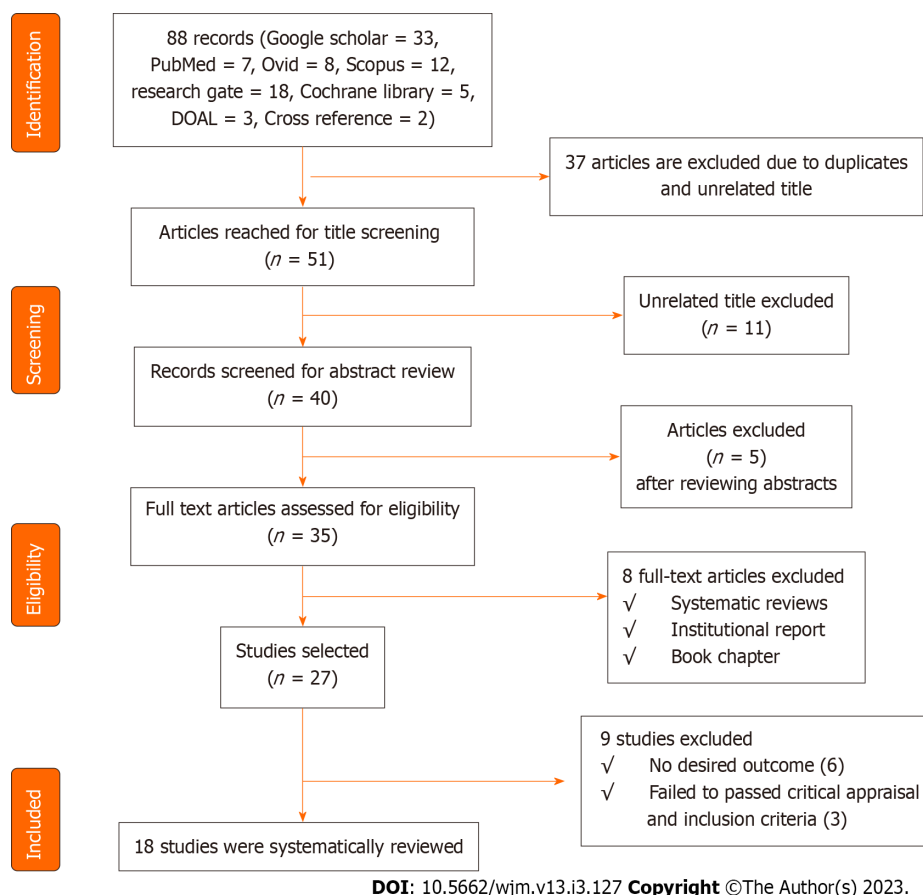 Identification
88 records (Google scholar = 33,
PubMed = 7, Ovid = 8, Scopus = 12,
research gate = 18, Cochrane library = 5,
DOAL = 3, Cross reference = 2)
37 articles are excluded due to duplicates
and unrelated title
Articles reached for title screening
(n = 51)
Screening
Unrelated title excluded
(n = 11)
Records screened for abstract review
(n = 40)
Articles excluded
(n = 5)
after reviewing abstracts
Full text articles assessed for eligibility
(n = 35)
Eligibility
8 full-text articles excluded
√ Systematic reviews
√ Institutional report
√ Book chapter
Studies selected
(n = 27)
9 studies excluded
√ No desired outcome (6)
√ Failed to passed critical appraisal
and inclusion criteria (3)
Included
18 studies were systematically reviewed
DOI: 10.5662/wjm.v13.i3.127 Copyright ©The Author(s) 2023.